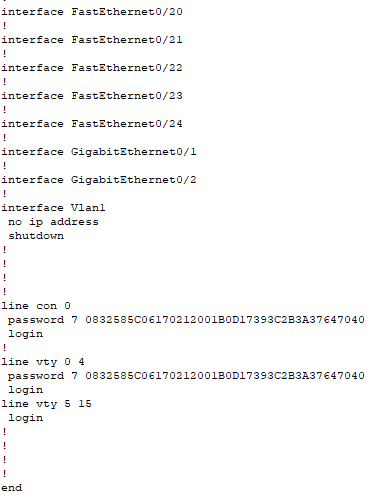 interface FastEthernet0/20
!
interface FastEthernet0/21
!
interface FastEthernet0/22
!
interface FastEthernet0/23
!
interface FastEthernet0/24
!
interface GigabitEthernet0/1
!
interface GigabitEthernet0/2
!
interface Vlan1
 no ip address
 shutdown
!
!
!
!
line con 0
 password 7 0832585C06170212001B0D17393C2B3A37647040
 login
!
line vty 0 4
 password 7 0832585C06170212001B0D17393C2B3A37647040
 login
line vty 5 15
 login
!
!
!
!
end